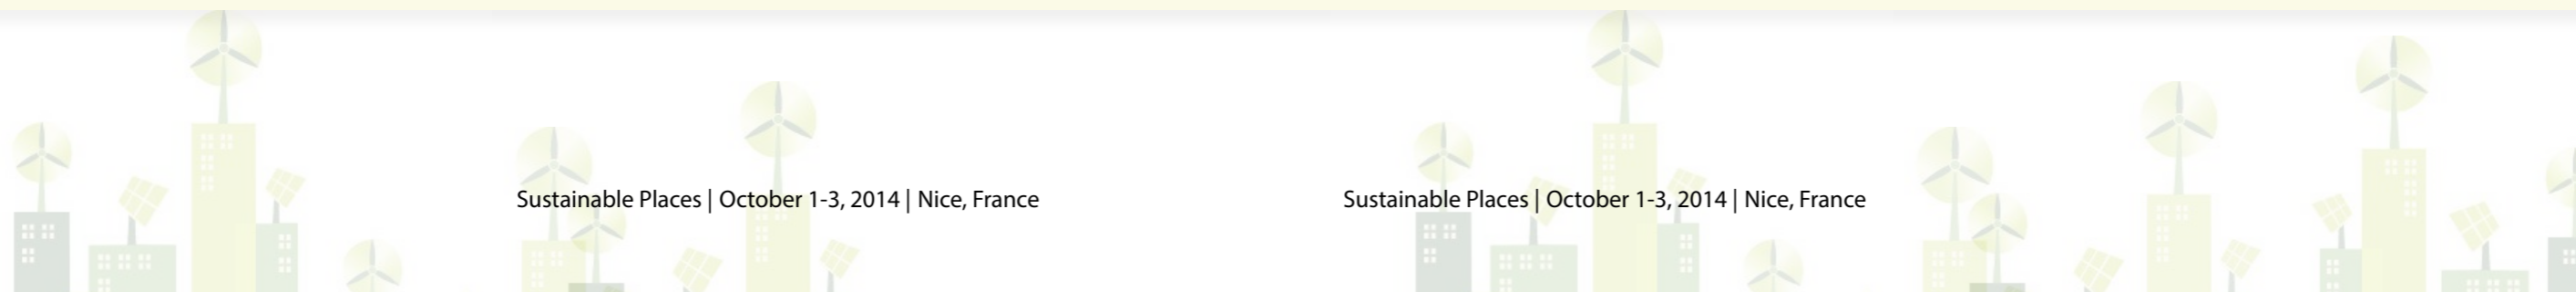 Sustainable Places | October 1-3, 2014 | Nice, France
Sustainable Places | October 1-3, 2014 | Nice, France